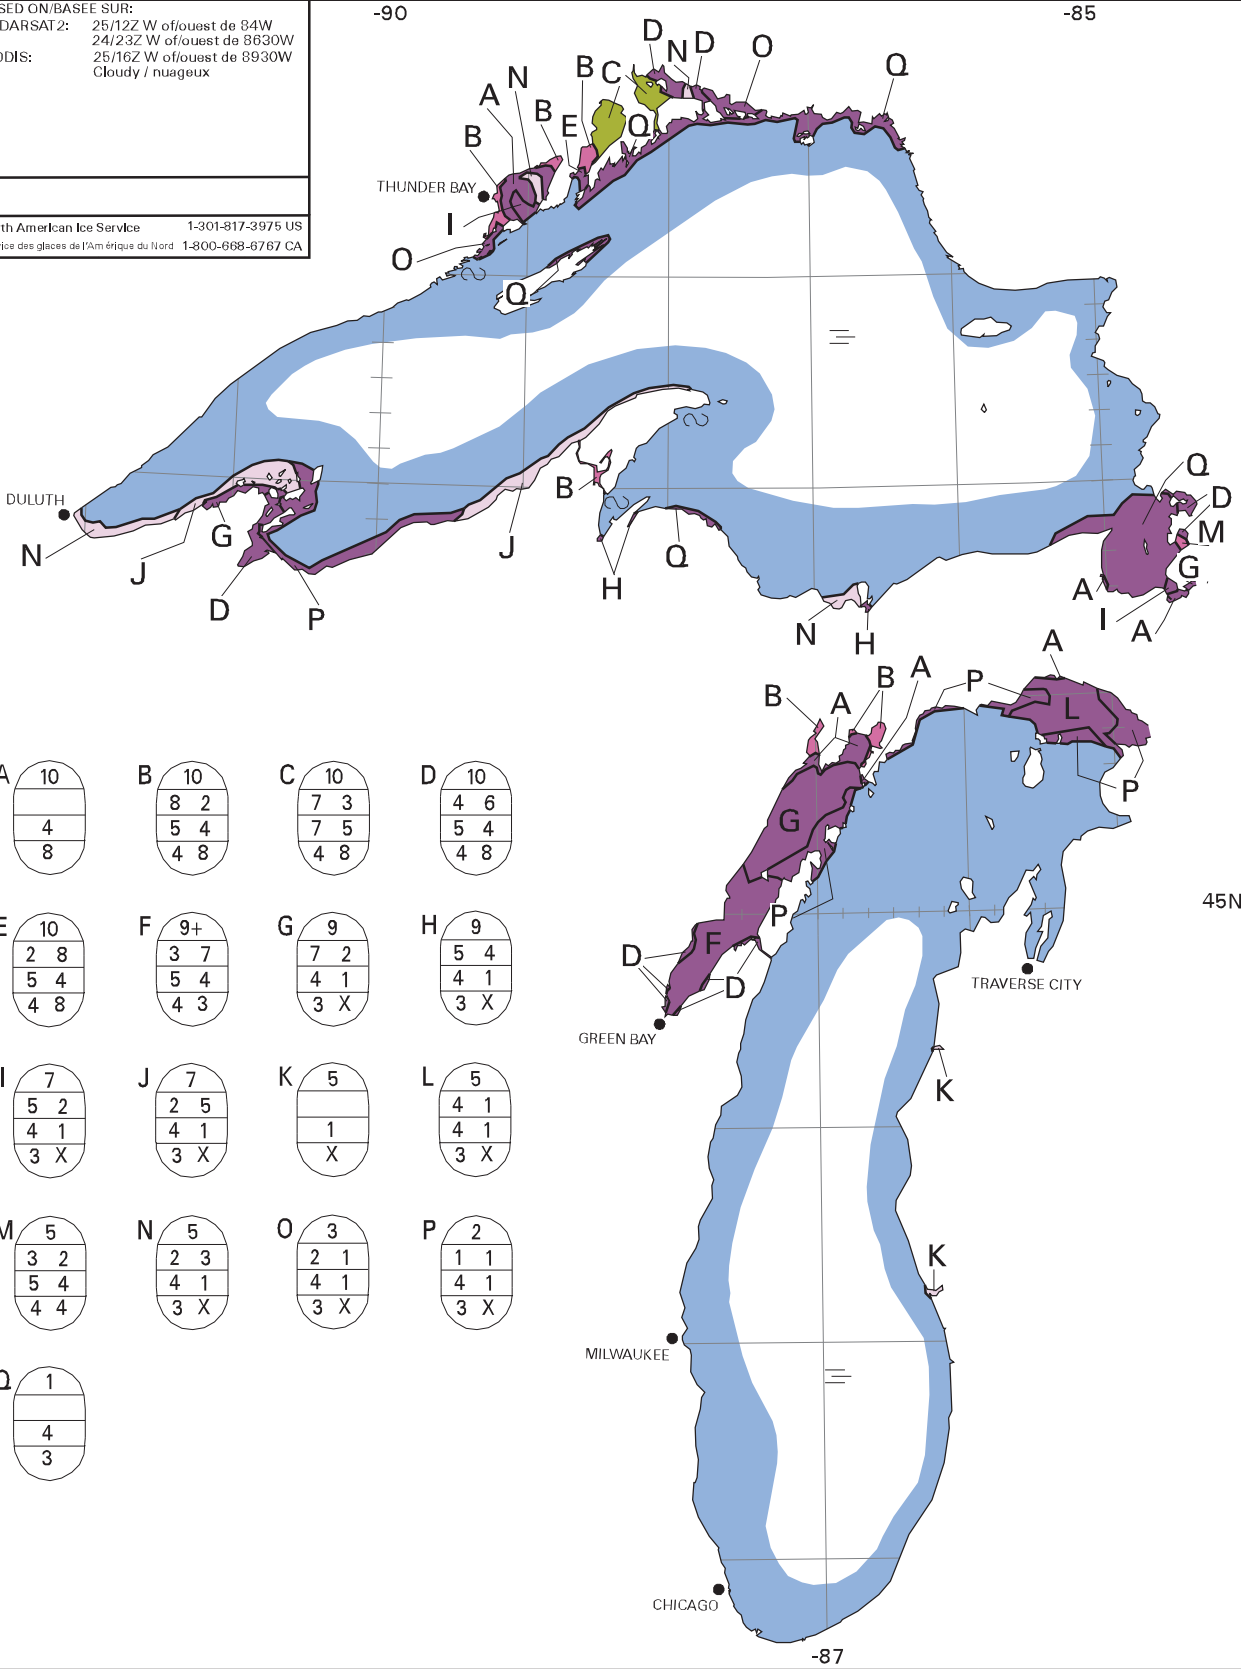 SED ON/BASEE SUR:
DARSAT2: 25/12Z W of/ouest de 84W
24/23Z W of/ouest de 8630W
ODIS: 25/16Z W of/ouest de 8930W
Cloudy / nuageux
th American Ice Service 1-301-817-3975 US
ice des glaces de l'Amérique du Nord 1-800-668-6767 CA
-90
-85
D
N
D
O
Q
B
C
N
A
B
E
Q
B
THUNDER BAY
I
O
Q
DULUTH
N
J
G
D
P
J
B
H
Q
N
H
Q
D
M
G
A
I
A
A
B
A
B
A
P
L
P
G
P
F
D
D
GREEN BAY
45N
TRAVERSE CITY
K
K
MILWAUKEE
CHICAGO
-87
A 10
4
8
B 10
8 2
5 4
4 8
C 10
7 3
7 5
4 8
D 10
4 6
5 4
4 8
E 10
2 8
5 4
4 8
F 9+
3 7
5 4
4 3
G 9
7 2
4 1
3 X
H 9
5 4
4 1
3 X
I 7
5 2
4 1
3 X
J 7
2 5
4 1
3 X
K 5
1
X
L 5
4 1
4 1
3 X
M 5
3 2
5 4
4 4
N 5
2 3
4 1
3 X
O 3
2 1
4 1
3 X
P 2
1 1
4 1
3 X
Q 1
4
3